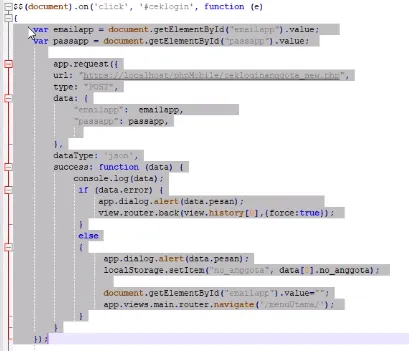 $$(document).on('click', '#ceklogin', function (e)
{
var emailapp = document.getElementById("emailapp").value;
var passapp = document.getElementById("passapp").value;
app.request({
url: "https://localhost/phpMobile/cekloginanggota_new.php",
type: "POST",
data: {
"emailapp": emailapp,
"passapp": passapp,
},
dataType: 'json',
success: function (data) {
console.log(data);
if (data.error) {
app.dialog.alert(data.pesan);
view.router.back(view.history[0],{force:true});
}
else
{
app.dialog.alert(data.pesan);
localStorage.setItem("no_anggota", data[0].no_anggota);
document.getElementById("emailapp").value="";
app.views.main.router.navigate('/menuUtama/');
}
}
});